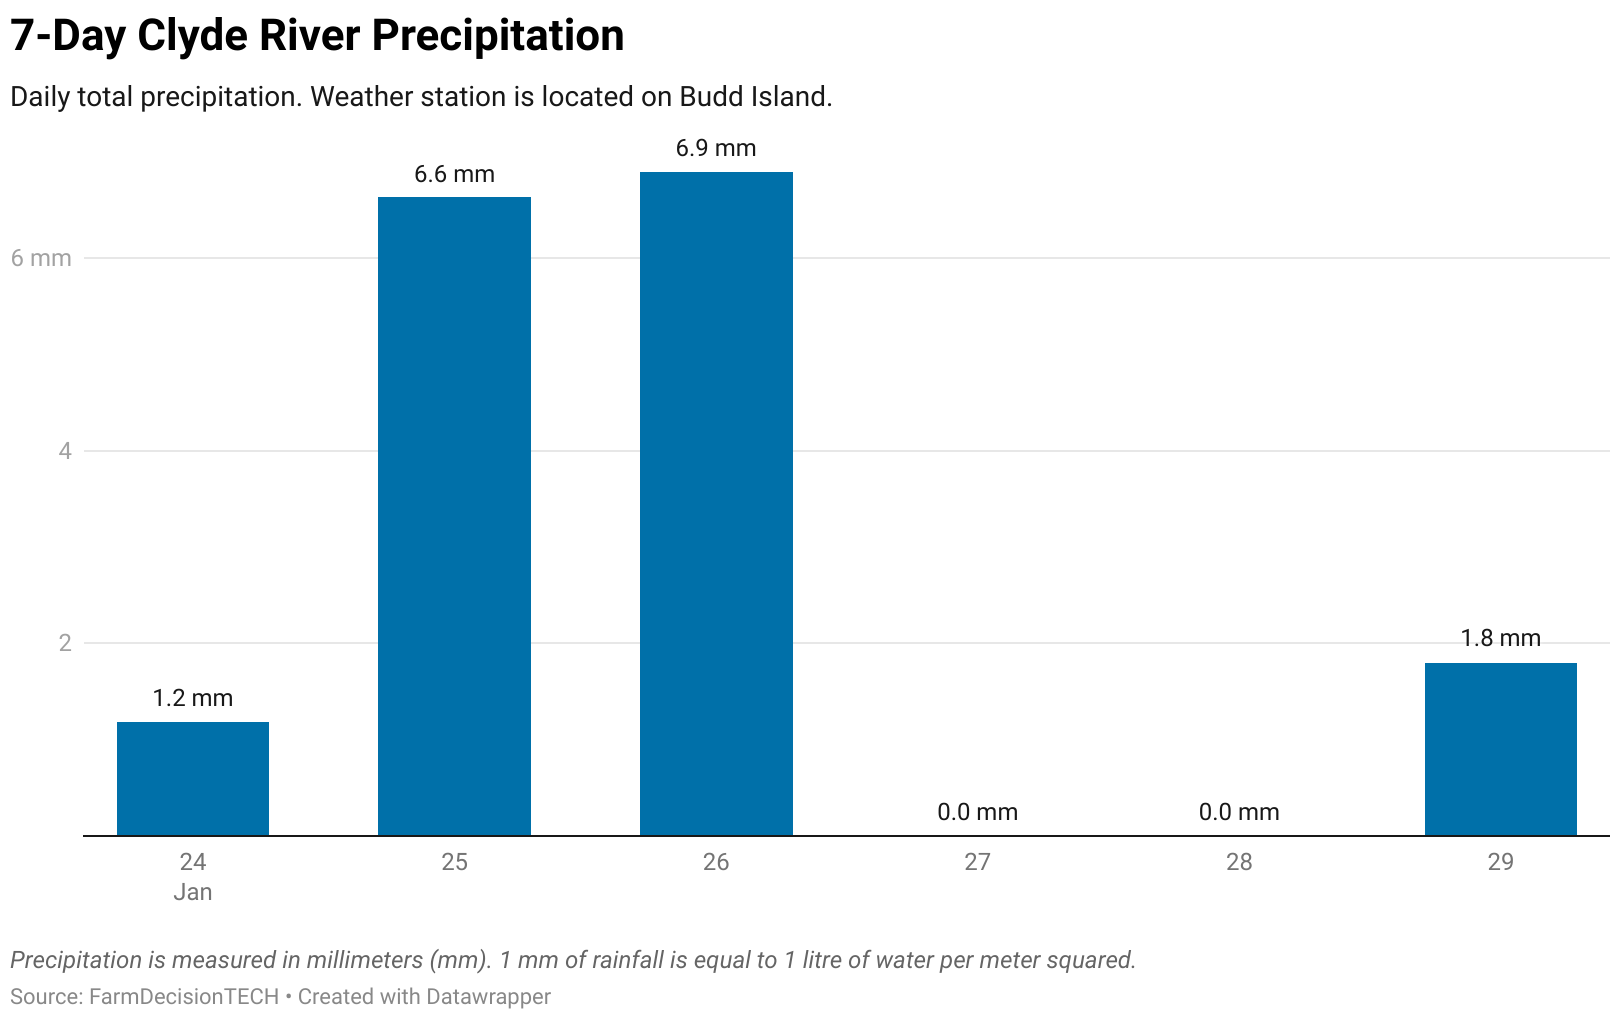 7-Day Clyde River Precipitation
Daily total precipitation. Weather station is located on Budd Island.
6.9 mm
6.6 mm
6 mm
4
2
1.8 mm
1.2 mm
0.0 mm
0.0 mm
24
25
26
27
28
29
Jan
Precipitation is measured in millimeters (mm). 1 mm of rainfall is equal to 1 litre of water per meter squared.
Source: FarmDecisionTECH • Created with Datawrapper